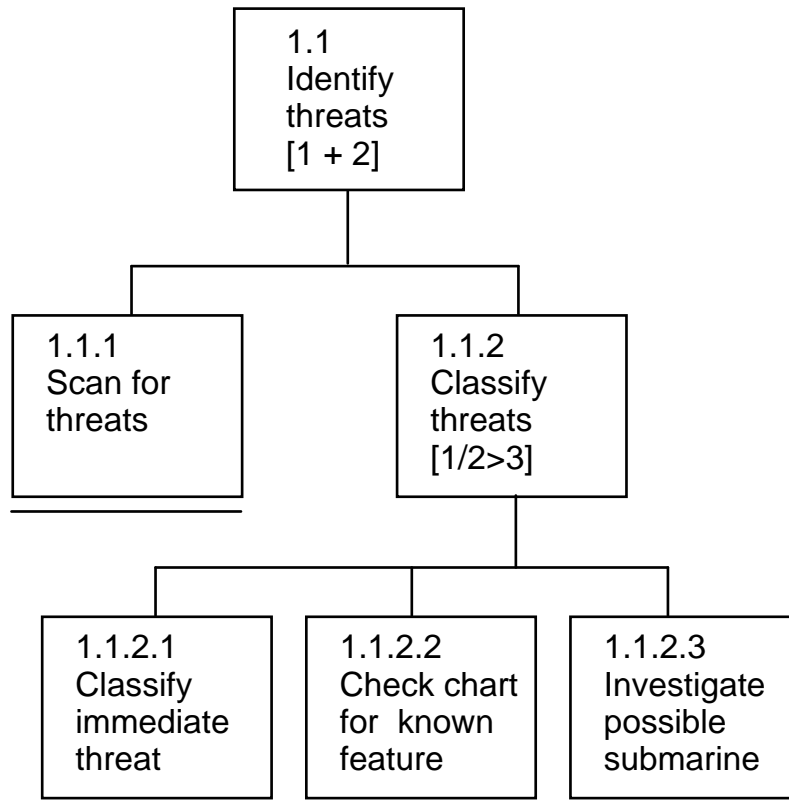 1.1
Identify
threats
[1 + 2]
1.1.1
Scan for
threats
1.1.2
Classify
threats
[1/2>3]
1.1.2.1
Classify
immediate
threat
1.1.2.2
Check chart
for known
feature
1.1.2.3
Investigate
possible
submarine